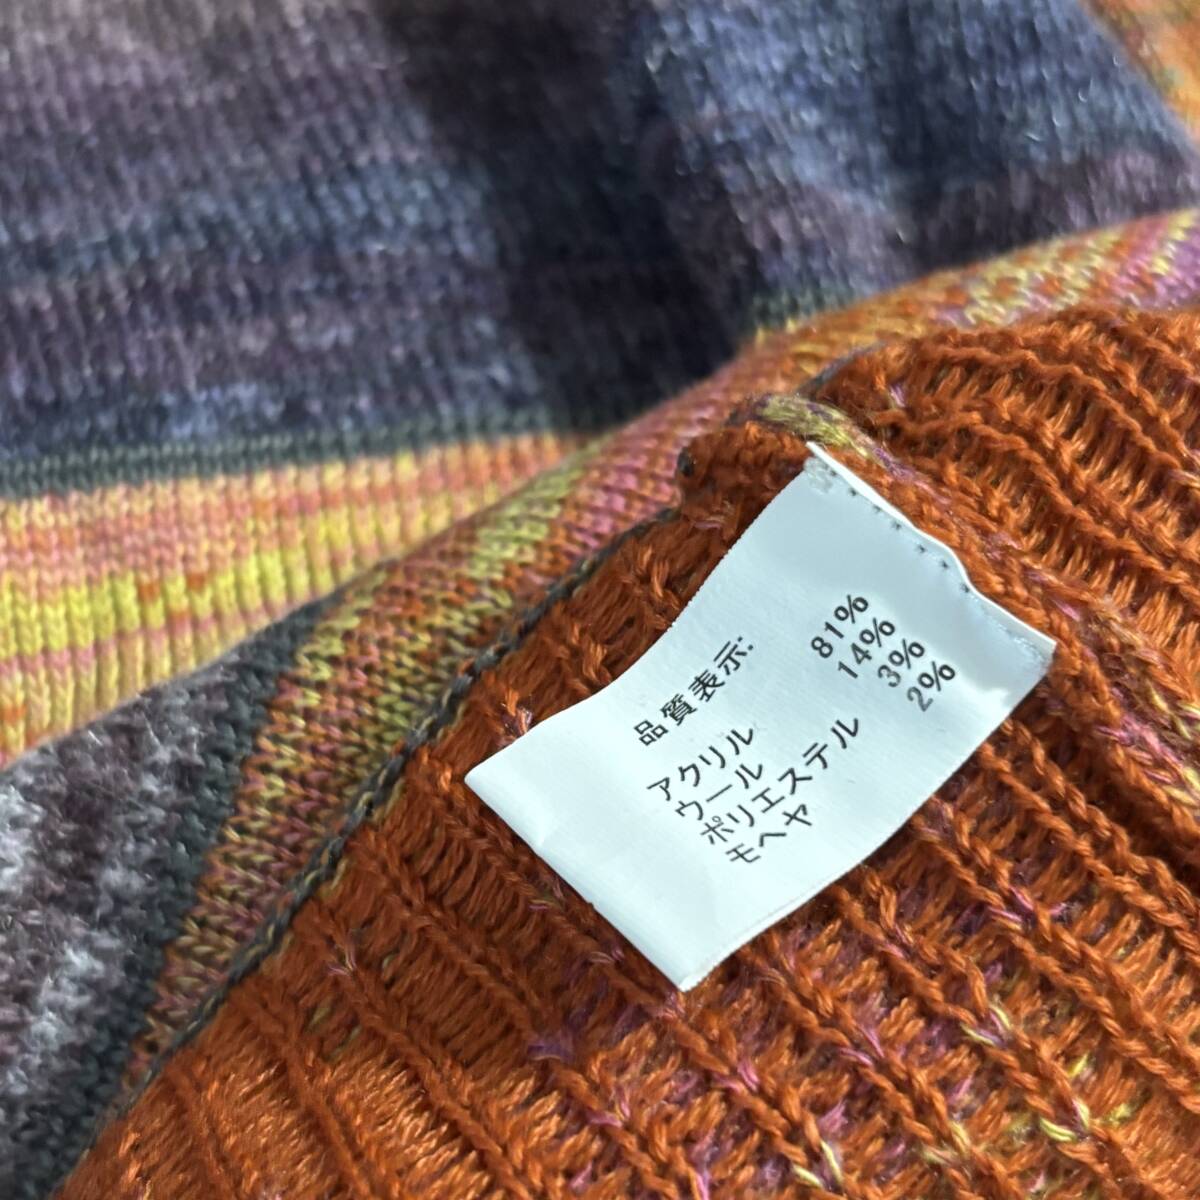 品質表示:
アクリル 81%
ウール 14%
ポリエステル 3%
モヘヤ 2%